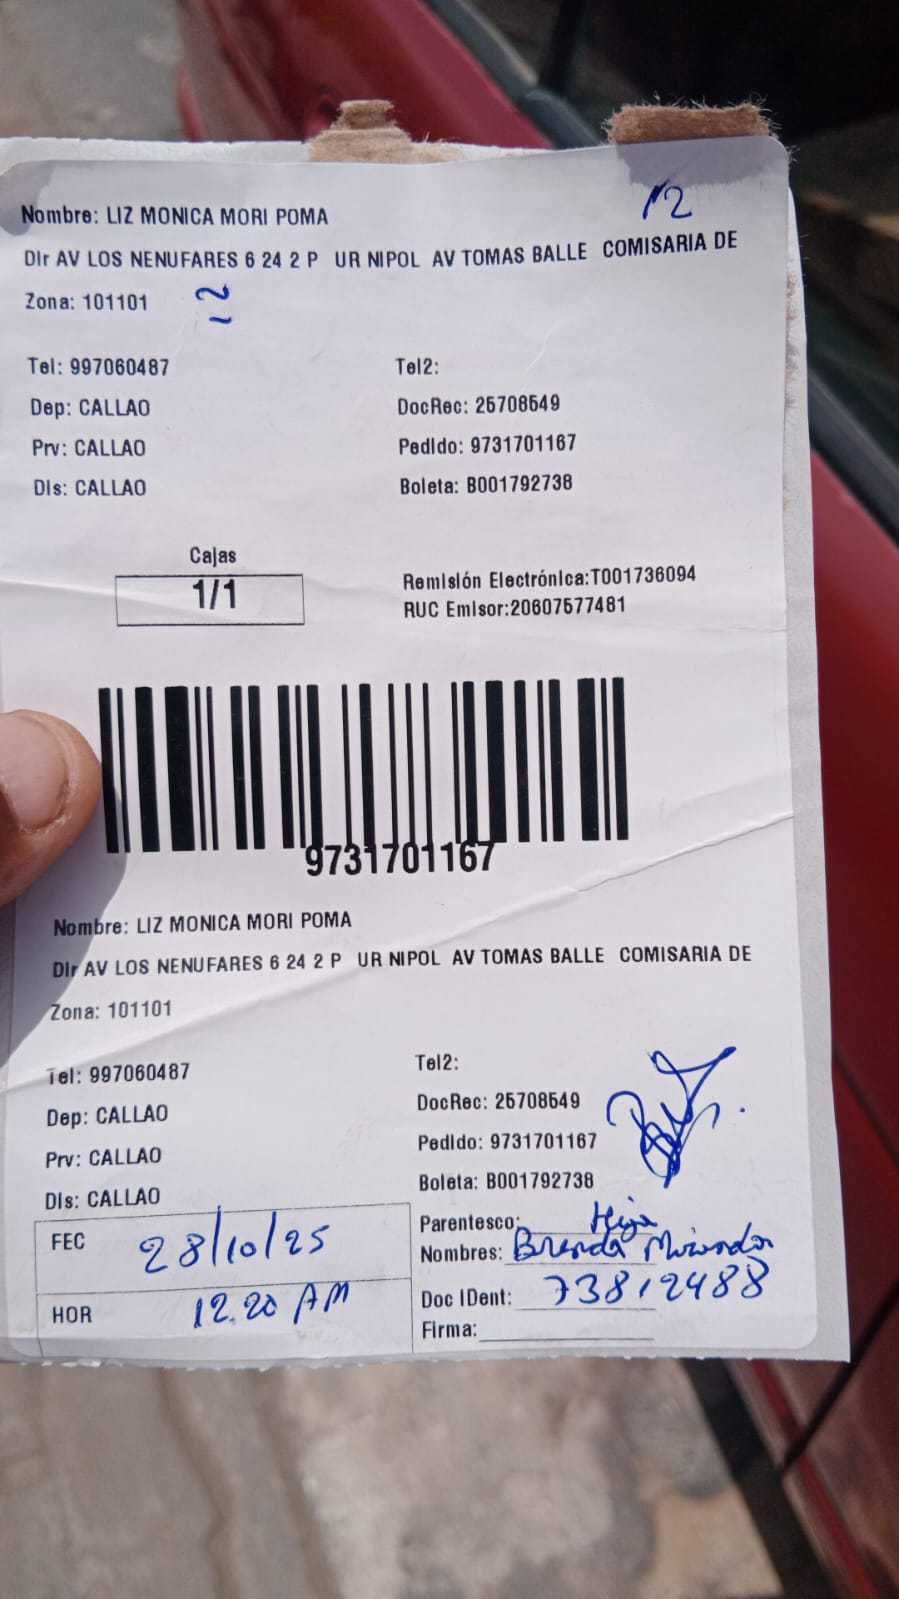 12
Nombre: LIZ MONICA MORI POMA
Dir AV LOS NENUFARES 6 24 2 P UR NIPOL AV TOMAS BALLE COMISARIA DE
Zona: 101101
Tel: 997060487 Tel2:
Dep: CALLAO DocRec: 25708549
Prv: CALLAO Pedido: 9731701167
Dis: CALLAO Boleta: B001792738
Cajas
1/1
Remisión Electrónica:T001736094
RUC Emisor:20607577481
9731701167
Nombre: LIZ MONICA MORI POMA
Dir AV LOS NENUFARES 6 24 2 P UR NIPOL AV TOMAS BALLE COMISARIA DE
Zona: 101101
Tel: 997060487 Tel2:
Dep: CALLAO DocRec: 25708549
Prv: CALLAO Pedido: 9731701167
Dis: CALLAO Boleta: B001792738
FEC 28/10/25
HOR 12.20 AM
Parentesco: Hija
Nombres: Brenda Miranda
Doc IDent: 73812488
Firma: